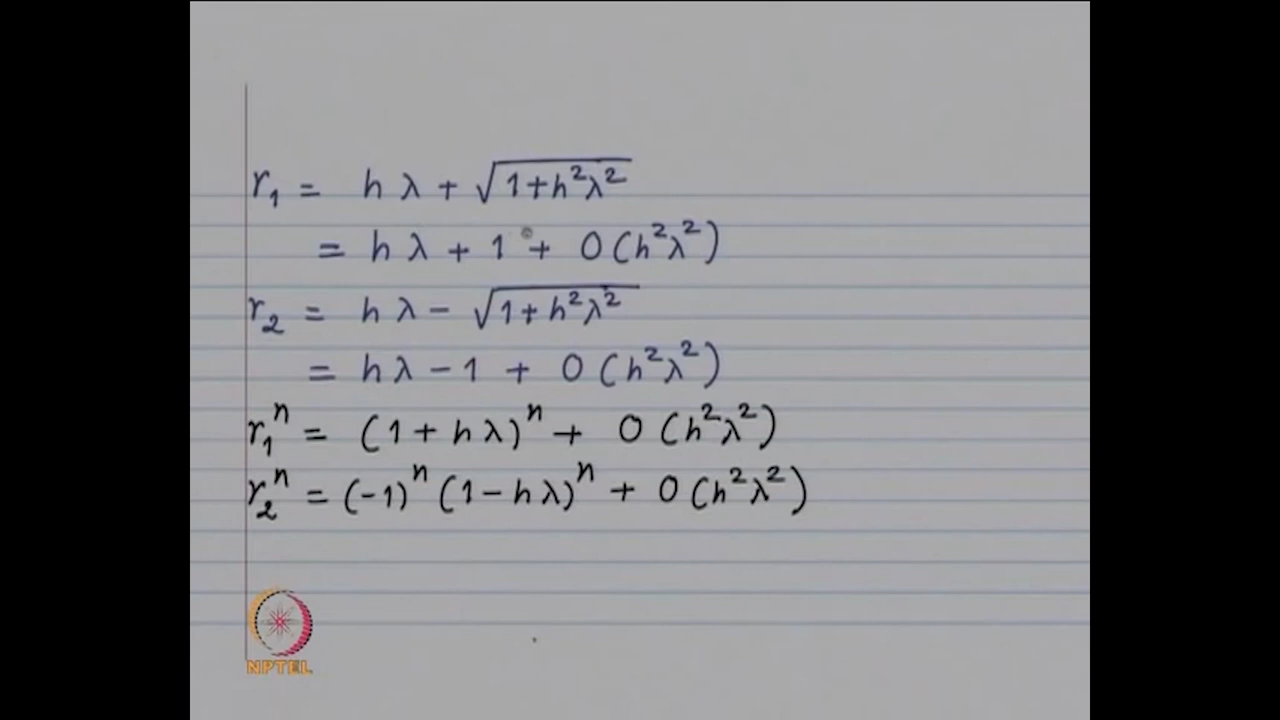 r₁ = hλ + √(1+h²λ²)
= hλ + 1 + O(h²λ²)
r₂ = hλ − √(1+h²λ²)
= hλ − 1 + O(h²λ²)
r₁ⁿ = (1 + hλ)ⁿ + O(h²λ²)
r₂ⁿ = (−1)ⁿ (1 − hλ)ⁿ + O(h²λ²)
NPTEL